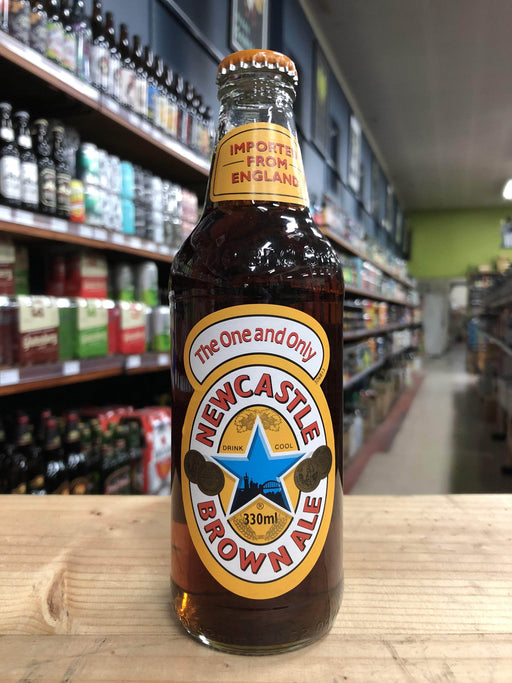 IMPORTED
FROM
ENGLAND
The One and Only
NEWCASTLE
DRINK COOL
®
330ml
BROWN ALE